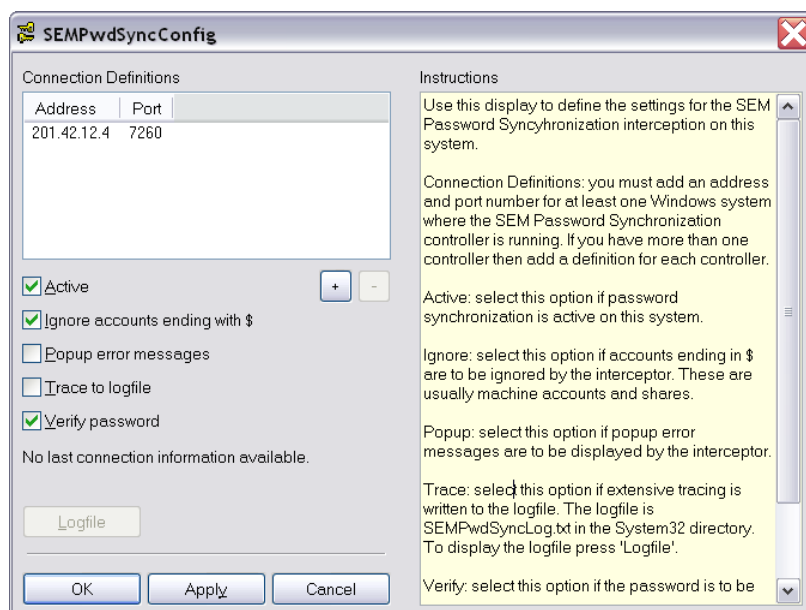 SEMPwdSyncConfig
Connection Definitions
Address Port
201.42.12.4 7260
+ -
Active
Ignore accounts ending with $
Popup error messages
Trace to logfile
Verify password
No last connection information available.
Logfile
OK Apply Cancel
Instructions
Use this display to define the settings for the SEM
Password Syncyhronization interception on this
system.
Connection Definitions: you must add an address
and port number for at least one Windows system
where the SEM Password Synchronization
controller is running. If you have more than one
controller then add a definition for each controller.
Active: select this option if password
synchronization is active on this system.
Ignore: select this option if accounts ending in $
are to be ignored by the interceptor. These are
usually machine accounts and shares.
Popup: select this option if popup error
messages are to be displayed by the interceptor.
Trace: select this option if extensive tracing is
written to the logfile. The logfile is
SEMPwdSyncLog.txt in the System32 directory.
To display the logfile press 'Logfile'.
Verify: select this option if the password is to be